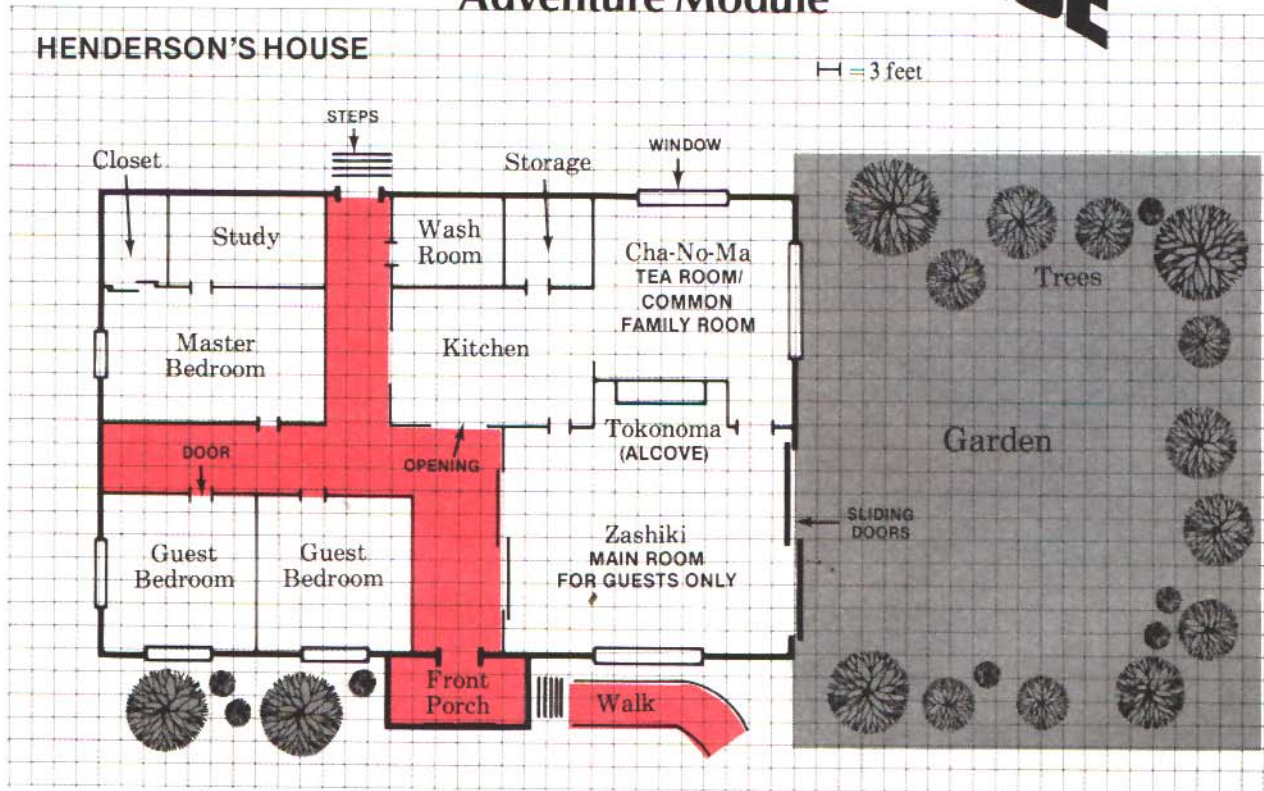 Adventure Module
HENDERSON'S HOUSE
= 3 feet
STEPS
Closet
Storage
WINDOW
Study
Wash
Room
Cha-No-Ma
TEA ROOM/
COMMON
FAMILY ROOM
Trees
Master
Bedroom
Kitchen
Tokonoma
(ALCOVE)
Garden
DOOR
OPENING
SLIDING
DOORS
Guest
Bedroom
Guest
Bedroom
Zashiki
MAIN ROOM
FOR GUESTS ONLY
Front
Porch
Walk